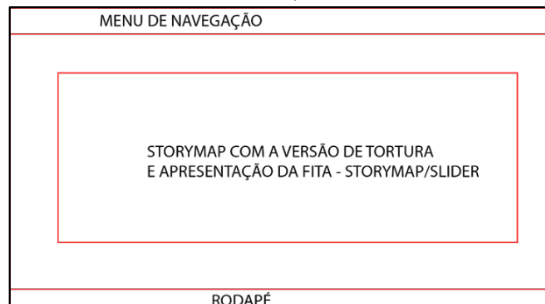 MENU DE NAVEGAÇÃO
STORYMAP COM A VERSÃO DE TORTURA
E APRESENTAÇÃO DA FITA - STORYMAP/SLIDER
RODAPÉ